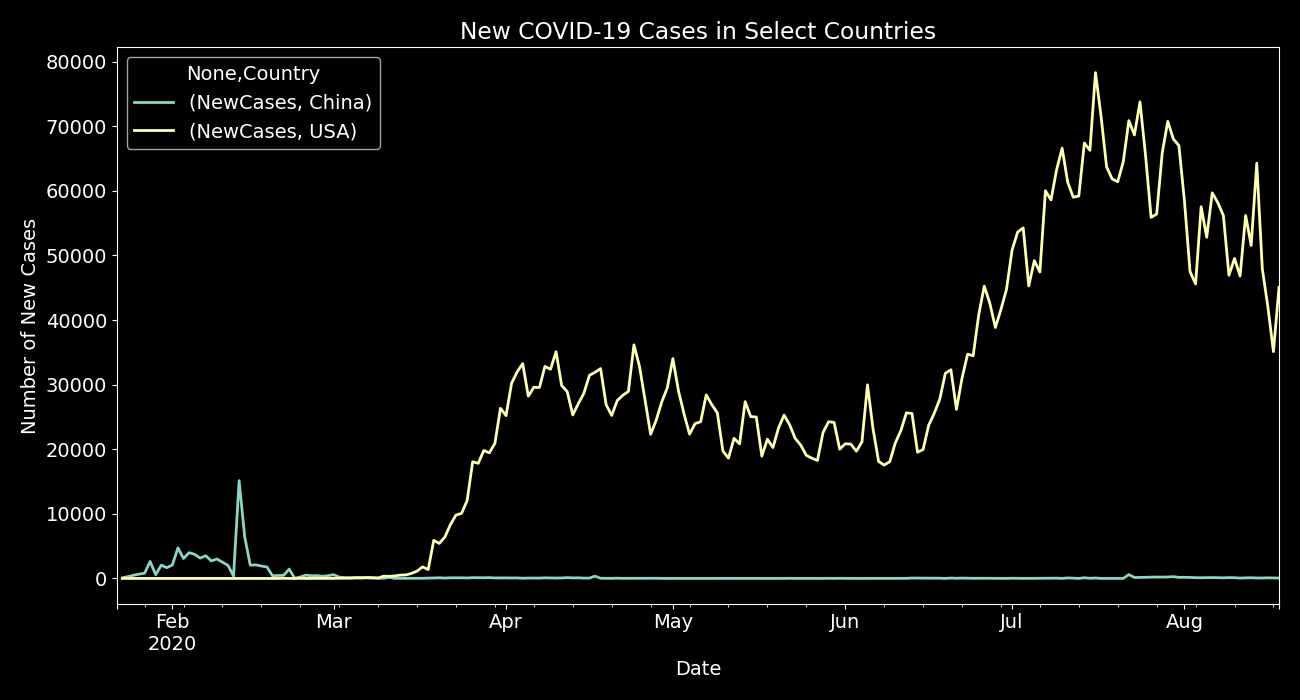 New COVID-19 Cases in Select Countries
80000
70000
60000
50000
40000
30000
20000
10000
0
Number of New Cases
None,Country
(NewCases, China)
(NewCases, USA)
Feb
2020
Mar
Apr
May
Jun
Jul
Aug
Date